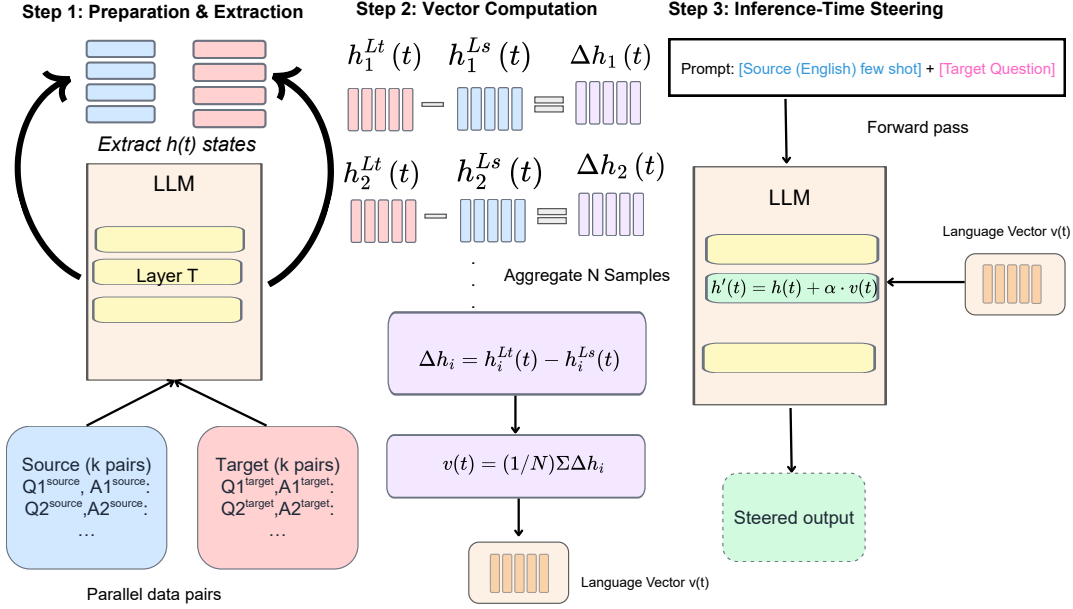 Step 1: Preparation & Extraction
Extract h(t) states
LLM
Layer T
Source (k pairs)
Q1^source, A1^source:
Q2^source,A2^source:
...
Target (k pairs)
Q1^target,A1^target:
Q2^target,A2^target:
...
Parallel data pairs
Step 2: Vector Computation
h_1^{Lt}(t) − h_1^{Ls}(t) = Δh_1(t)
h_2^{Lt}(t) − h_2^{Ls}(t) = Δh_2(t)
Aggregate N Samples
Δh_i = h_i^{Lt}(t) − h_i^{Ls}(t)
v(t) = (1/N)ΣΔh_i
Language Vector v(t)
Step 3: Inference-Time Steering
Prompt: [Source (English) few shot] + [Target Question]
Forward pass
LLM
h′(t) = h(t) + α · v(t)
Language Vector v(t)
Steered output